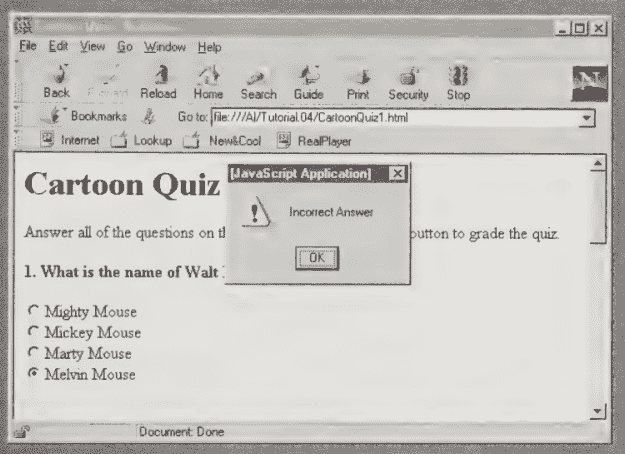 File Edit View Go Window Help
Back Forward Reload Home Search Guide Print Security Stop
N
Bookmarks Go to: file:///A|/Tutorial.04/CartoonQuiz1.html
Internet Lookup New&Cool RealPlayer
Cartoon Quiz
[JavaScript Application]
Incorrect Answer
OK
Answer all of the questions on t
button to grade the quiz.
1. What is the name of Walt
Mighty Mouse
Mickey Mouse
Marty Mouse
Melvin Mouse
Document: Done